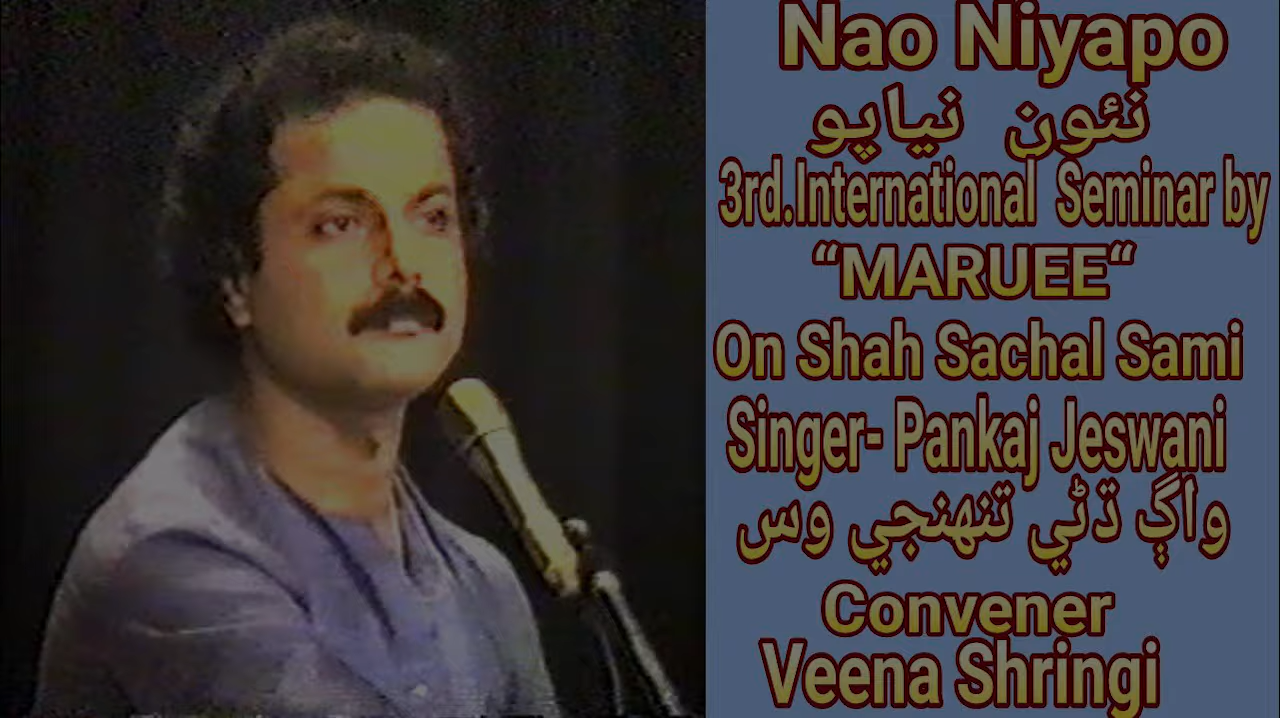 Nao Niyapo
نئون نياپو
3rd.International Seminar by
“MARUEE“
On Shah Sachal Sami
Singer- Pankaj Jeswani
واڳ ڌڻي تنهنجي وس
Convener
Veena Shringi